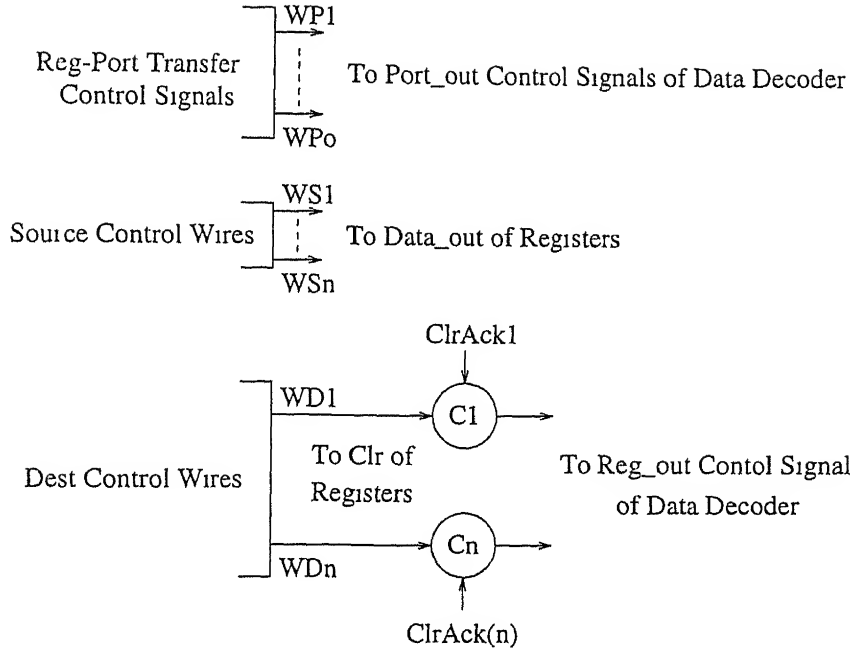 WP1
Reg-Port Transfer
Control Signals
To Port_out Control Signals of Data Decoder
WPo
WS1
Source Control Wires
To Data_out of Registers
WSn
ClrAck1
WD1
C1
To Clr of
Registers
Dest Control Wires
To Reg_out Contol Signal
of Data Decoder
Cn
WDn
ClrAck(n)